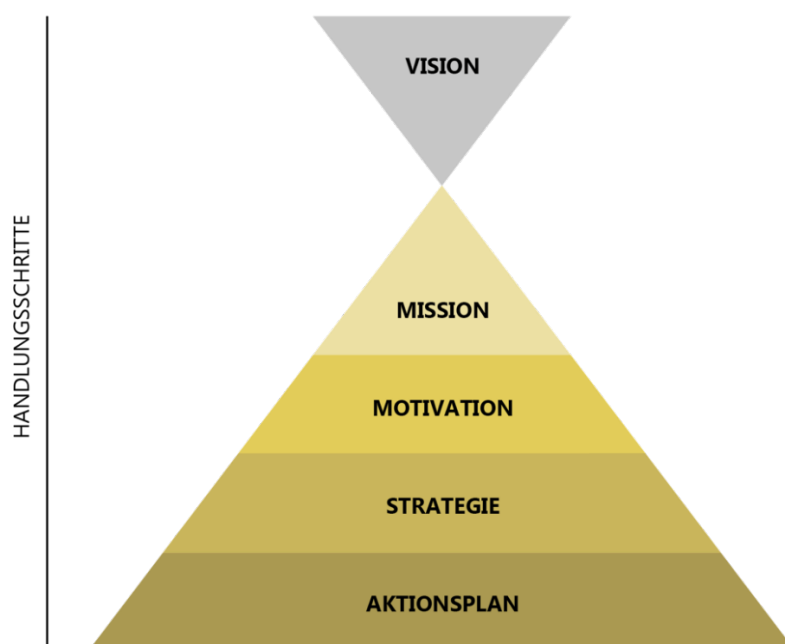 VISION
HANDLUNGSSCHRITTE
MISSION
MOTIVATION
STRATEGIE
AKTIONSPLAN